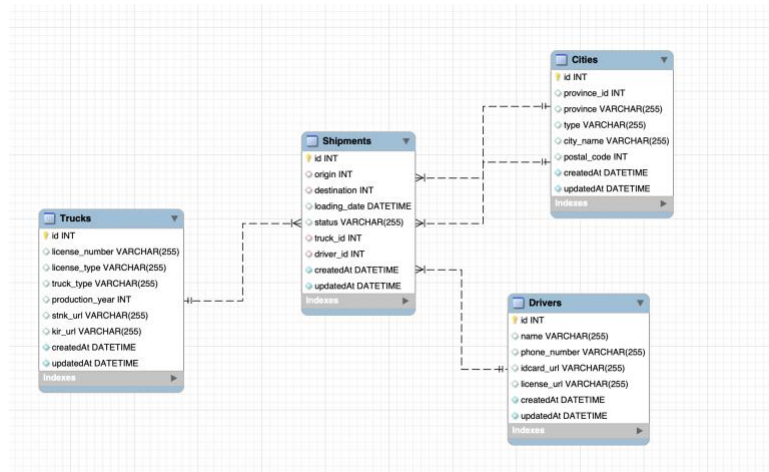 Cities
id INT
province_id INT
province VARCHAR(255)
type VARCHAR(255)
city_name VARCHAR(255)
postal_code INT
createdAt DATETIME
updatedAt DATETIME
Indexes
Shipments
id INT
origin INT
destination INT
loading_date DATETIME
status VARCHAR(255)
truck_id INT
driver_id INT
createdAt DATETIME
updatedAt DATETIME
Indexes
Trucks
id INT
license_number VARCHAR(255)
license_type VARCHAR(255)
truck_type VARCHAR(255)
production_year INT
stnk_url VARCHAR(255)
kir_url VARCHAR(255)
createdAt DATETIME
updatedAt DATETIME
Indexes
Drivers
id INT
name VARCHAR(255)
phone_number VARCHAR(255)
idcard_url VARCHAR(255)
license_url VARCHAR(255)
createdAt DATETIME
updatedAt DATETIME
Indexes